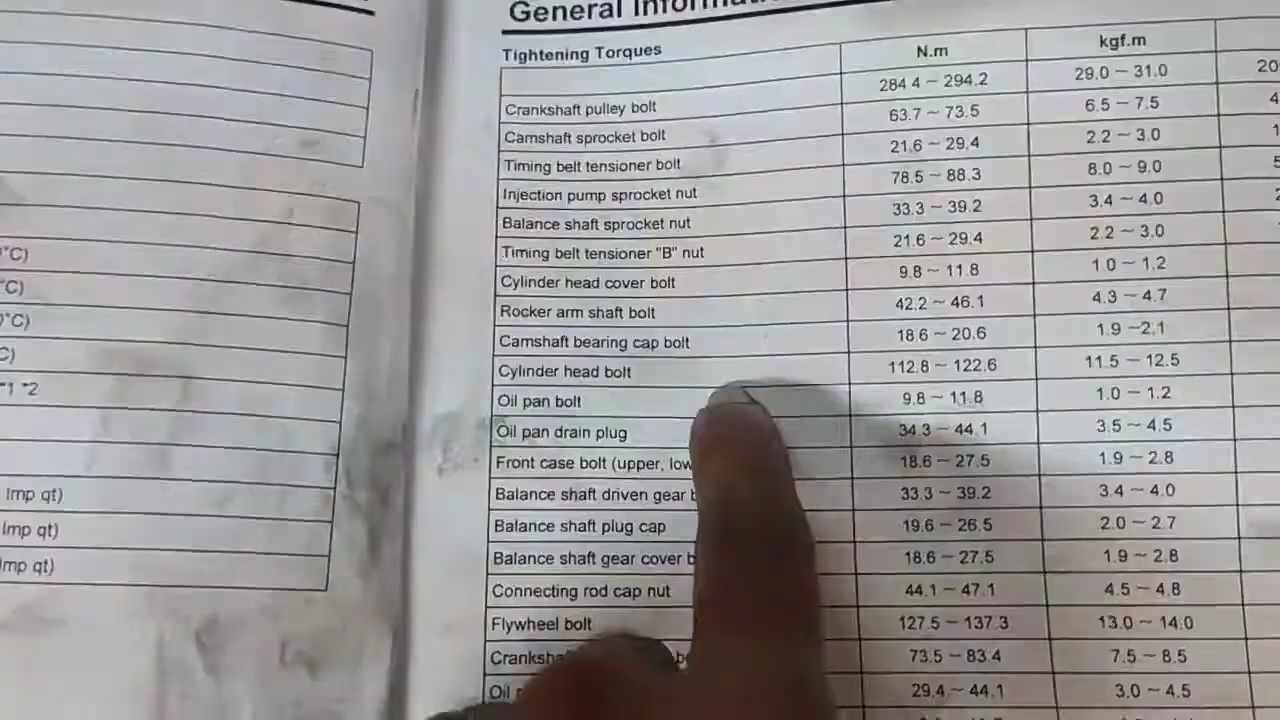 °C)
°C)
°C)
C)
*1 *2
Imp qt)
Imp qt)
Imp qt)
General
Tightening Torques N.m kgf.m
Crankshaft pulley bolt 284.4 ~ 294.2 29.0 ~ 31.0 20
Camshaft sprocket bolt 63.7 ~ 73.5 6.5 ~ 7.5 4
Timing belt tensioner bolt 21.6 ~ 29.4 2.2 ~ 3.0 1
Injection pump sprocket nut 78.5 ~ 88.3 8.0 ~ 9.0 5
Balance shaft sprocket nut 33.3 ~ 39.2 3.4 ~ 4.0 2
Timing belt tensioner "B" nut 21.6 ~ 29.4 2.2 ~ 3.0
Cylinder head cover bolt 9.8 ~ 11.8 1.0 ~ 1.2
Rocker arm shaft bolt 42.2 ~ 46.1 4.3 ~ 4.7
Camshaft bearing cap bolt 18.6 ~ 20.6 1.9 ~2.1
Cylinder head bolt 112.8 ~ 122.6 11.5 ~ 12.5
Oil pan bolt 9.8 ~ 11.8 1.0 ~ 1.2
Oil pan drain plug 34.3 ~ 44.1 3.5 ~ 4.5
Front case bolt (upper, low 18.6 ~ 27.5 1.9 ~ 2.8
Balance shaft driven gear b 33.3 ~ 39.2 3.4 ~ 4.0
Balance shaft plug cap 19.6 ~ 26.5 2.0 ~ 2.7
Balance shaft gear cover b 18.6 ~ 27.5 1.9 ~ 2.8
Connecting rod cap nut 44.1 ~ 47.1 4.5 ~ 4.8
Flywheel bolt 127.5 ~ 137.3 13.0 ~ 14.0
Cranksha 73.5 ~ 83.4 7.5 ~ 8.5
Oil 29.4 ~ 44.1 3.0 ~ 4.5